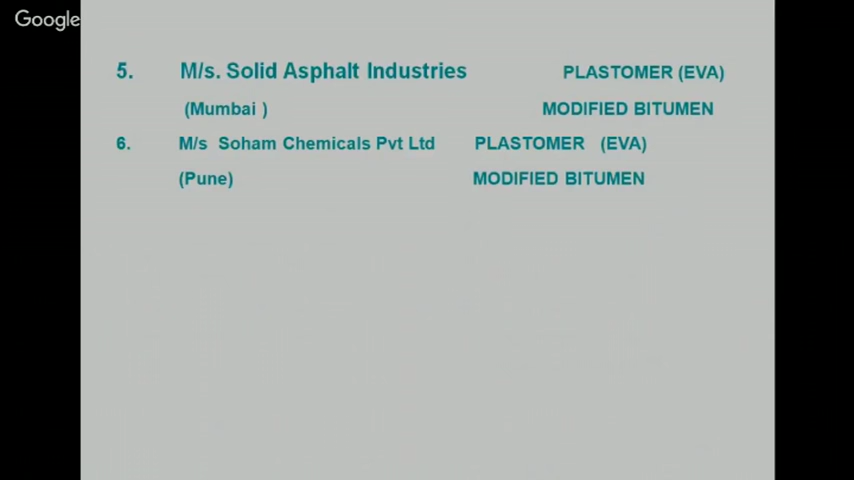 Google
5. M/s. Solid Asphalt Industries PLASTOMER (EVA)
(Mumbai ) MODIFIED BITUMEN
6. M/s Soham Chemicals Pvt Ltd PLASTOMER (EVA)
(Pune) MODIFIED BITUMEN